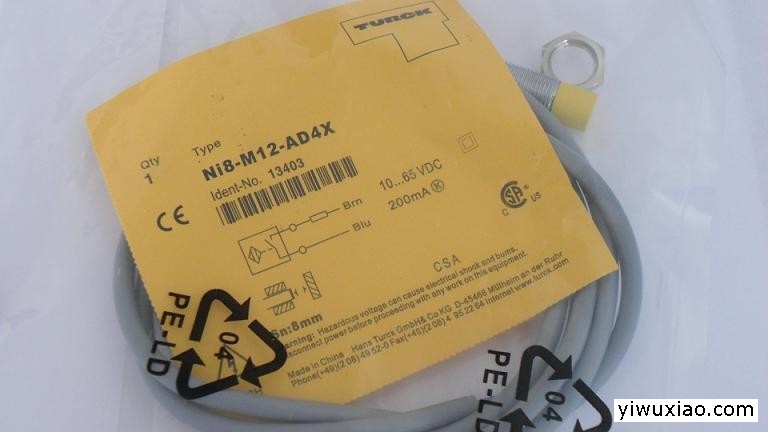 TURCK
Qty
1
Type
Ni8-M12-AD4X
Ident-No. 13403
CE
Brn
Blu
10...65 VDC
200mA K
C US
CSA
Sn:8mm
Warning: Hazardous voltage can cause electrical shock and burns.
disconnect power before proceeding with any work on this equipment.
Made in China Hans Turck GmbH& Co KG D-45466 Mülheim an der Ruhr
Phone(+49)(2 08) 49 52-0 Fax(+49)(2 08) 4 95 22 64 Internet www.turck.com
04
PE-LD
04
PE-LD
yiwuxiao.com